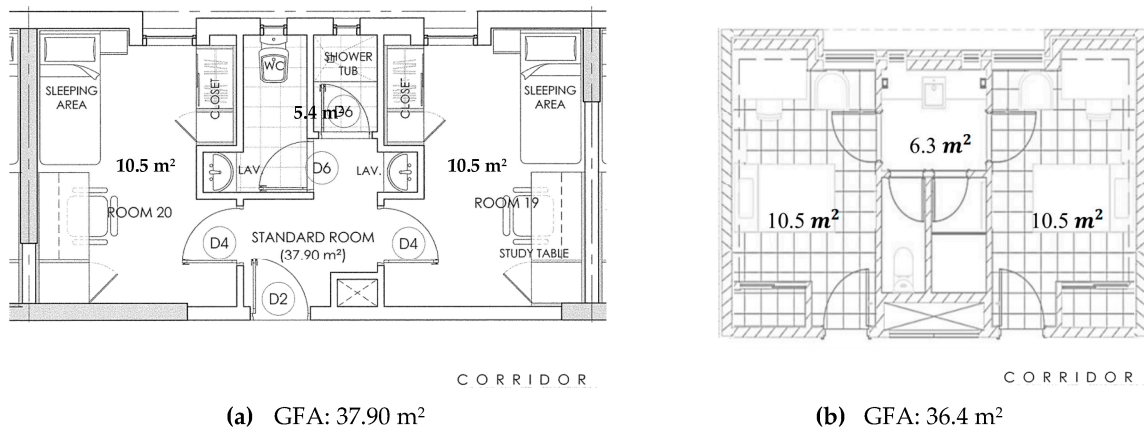 SLEEPING
AREA
CLOSET
WC
SHOWER
TUB
5.4 m²
D6
CLOSET
SLEEPING
AREA
10.5 m²
LAV.
D6
LAV.
10.5 m²
ROOM 20
ROOM 19
D4
STANDARD ROOM
(37.90 m²)
D4
STUDY TABLE
D2
CORRIDOR
(a) GFA: 37.90 m²
6.3 m²
10.5 m²
10.5 m²
CORRIDOR
(b) GFA: 36.4 m²